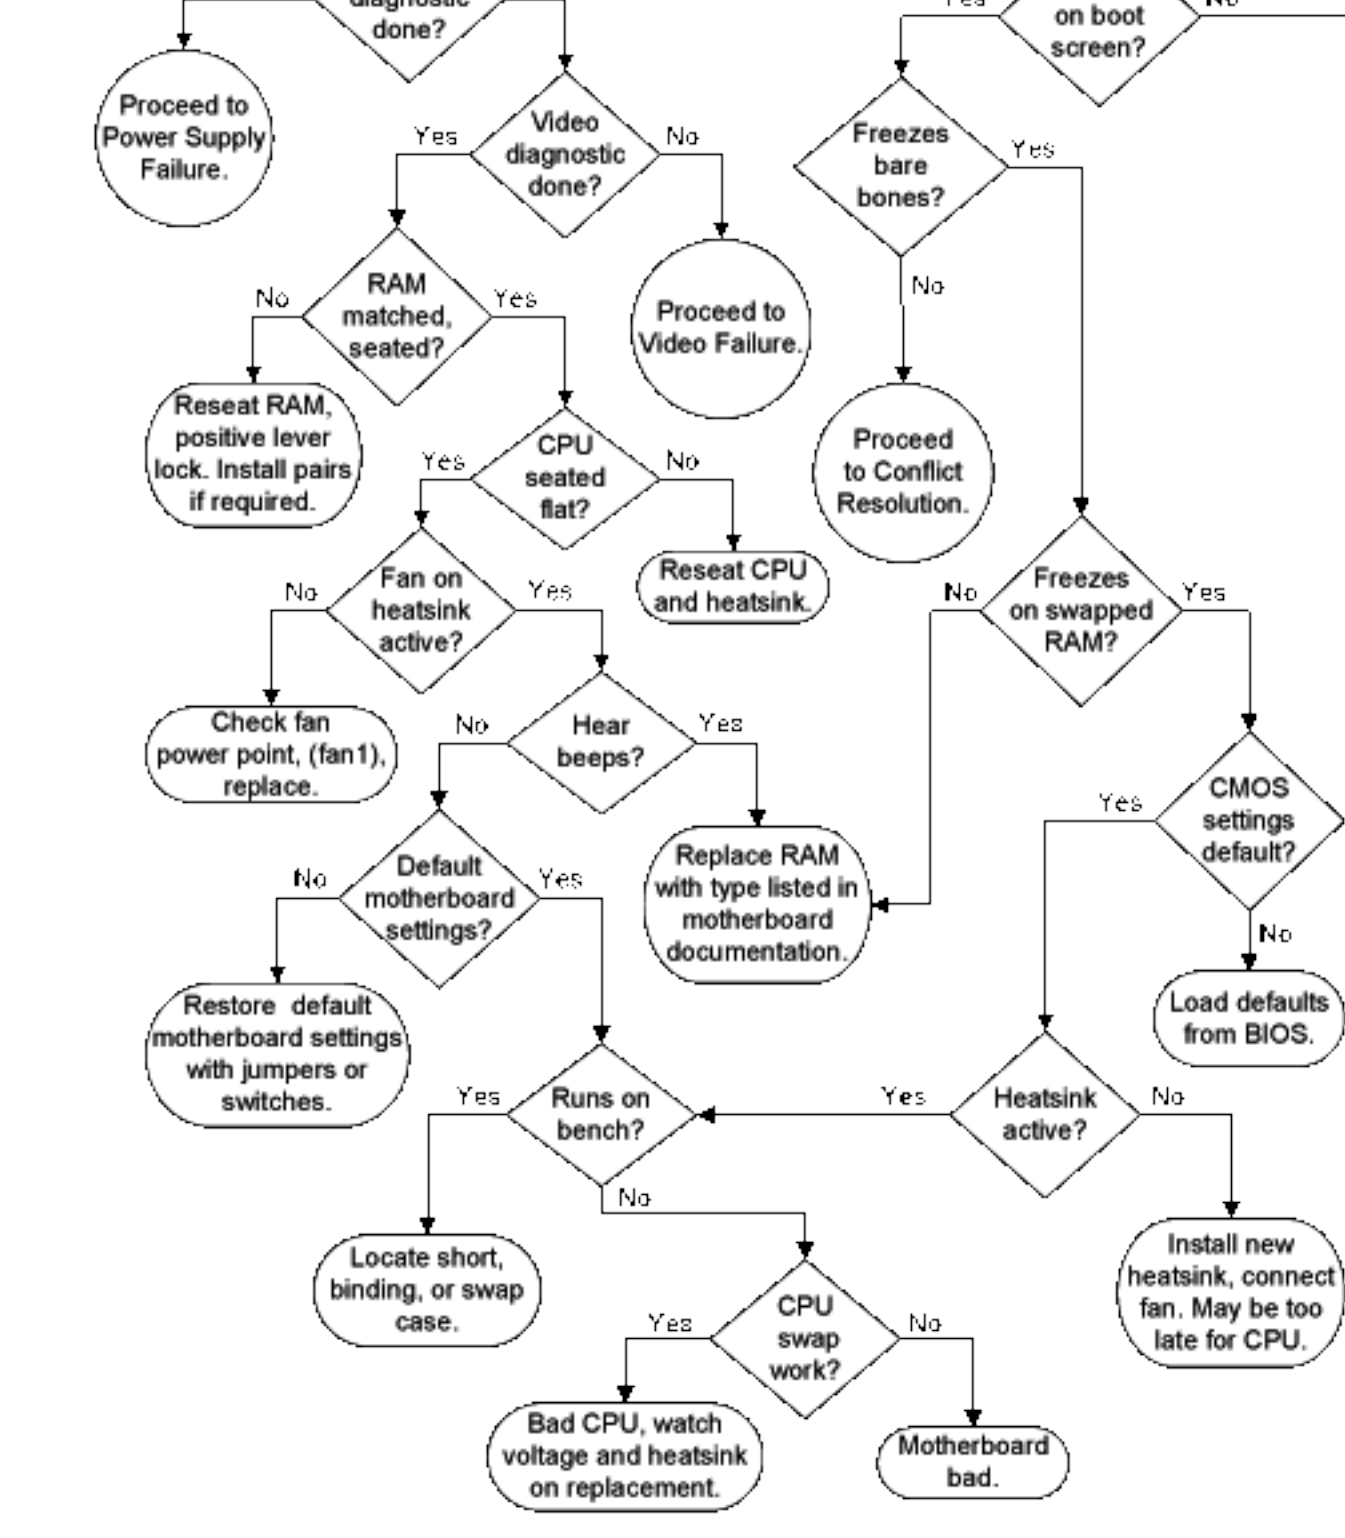 diagnostic
done?
Yes
on boot
screen?
No
Proceed to
Power Supply
Failure.
Yes
Video
diagnostic
done?
No
Freezes
bare
bones?
Yes
No
RAM
matched,
seated?
No
Yes
Proceed to
Video Failure.
Reseat RAM,
positive lever
lock. Install pairs
if required.
Yes
CPU
seated
flat?
No
Proceed
to Conflict
Resolution.
Reseat CPU
and heatsink.
No
Fan on
heatsink
active?
Yes
No
Freezes
on swapped
RAM?
Yes
Check fan
power point, (fan1),
replace.
No
Hear
beeps?
Yes
Yes
CMOS
settings
default?
No
Replace RAM
with type listed in
motherboard
documentation.
No
Default
motherboard
settings?
Yes
Load defaults
from BIOS.
Restore default
motherboard settings
with jumpers or
switches.
Yes
Runs on
bench?
No
Yes
Heatsink
active?
No
Locate short,
binding, or swap
case.
Install new
heatsink, connect
fan. May be too
late for CPU.
Yes
CPU
swap
work?
No
Bad CPU, watch
voltage and heatsink
on replacement.
Motherboard
bad.